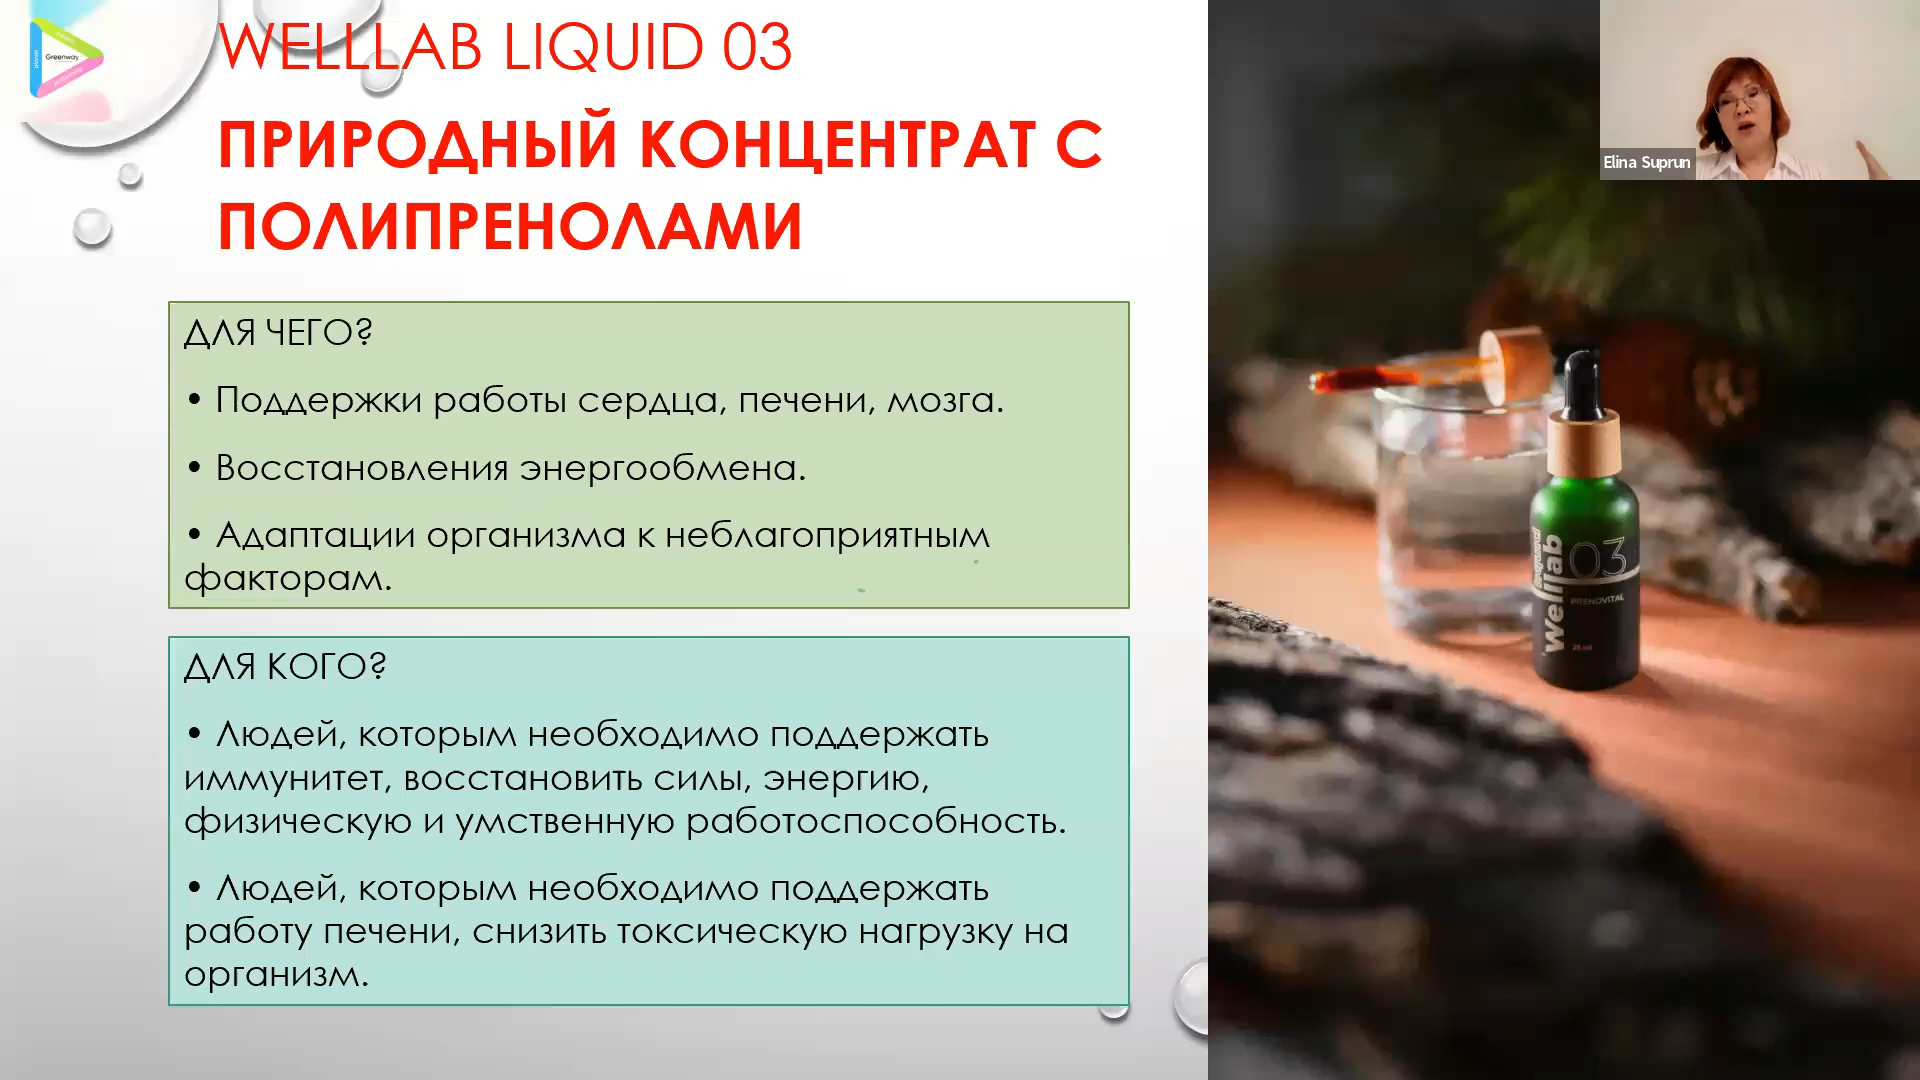 Greenway
WELLLAB LIQUID 03
ПРИРОДНЫЙ КОНЦЕНТРАТ С
ПОЛИПРЕНОЛАМИ
ДЛЯ ЧЕГО?
• Поддержки работы сердца, печени, мозга.
• Восстановления энергообмена.
• Адаптации организма к неблагоприятным
факторам.
ДЛЯ КОГО?
• Людей, которым необходимо поддержать
иммунитет, восстановить силы, энергию,
физическую и умственную работоспособность.
• Людей, которым необходимо поддержать
работу печени, снизить токсическую нагрузку на
организм.
Elina Suprun
Welllab
03
PRENOVITAL